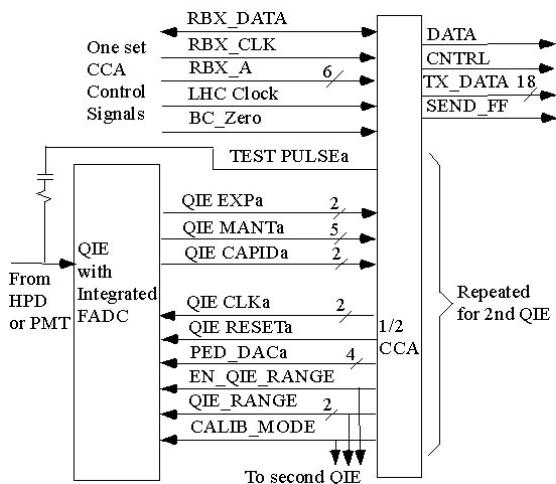 RBX_DATA
RBX_CLK
RBX_A 6
LHC Clock
BC_Zero
One set
CCA
Control
Signals
DATA
CNTRL
TX_DATA 18
SEND_FF
TEST PULSEa
QIE EXPa 2
QIE MANTa 5
QIE CAPIDa 2
QIE
with
Integrated
FADC
From
HPD
or PMT
QIE CLKa 2
QIE RESETa
PED_DACa 4
EN_QIE_RANGE
QIE_RANGE 2
CALIB_MODE
1/2
CCA
Repeated
for 2nd QIE
To second QIE